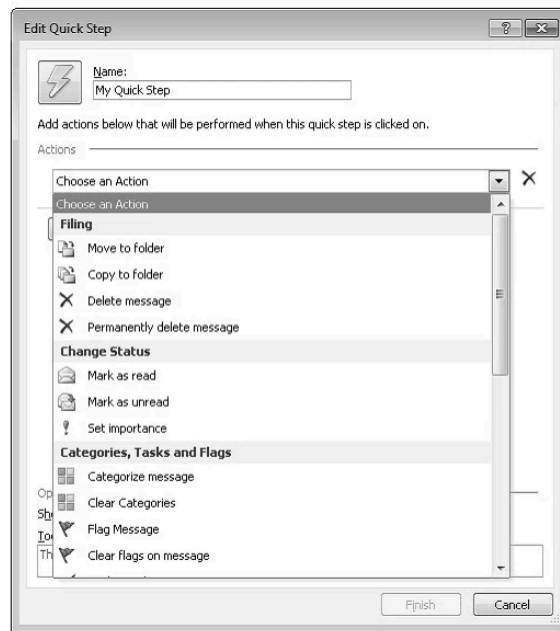 Edit Quick Step
Name:
My Quick Step
Add actions below that will be performed when this quick step is clicked on.
Actions
Choose an Action
Choose an Action
Filing
Move to folder
Copy to folder
Delete message
Permanently delete message
Change Status
Mark as read
Mark as unread
Set importance
Categories, Tasks and Flags
Categorize message
Clear Categories
Flag Message
Clear flags on message
Finish
Cancel